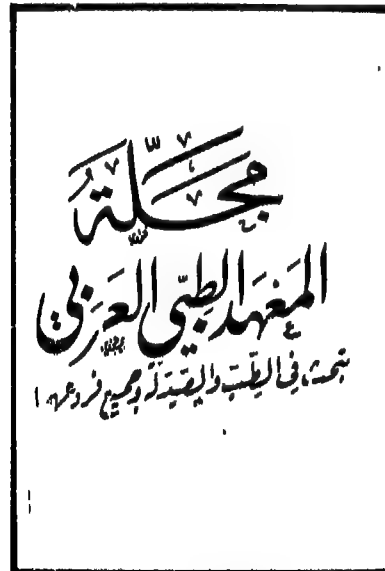 مجلة
المعهد الطبي العربي
تبحث في الطب والصيدلة وجميع فروعهما